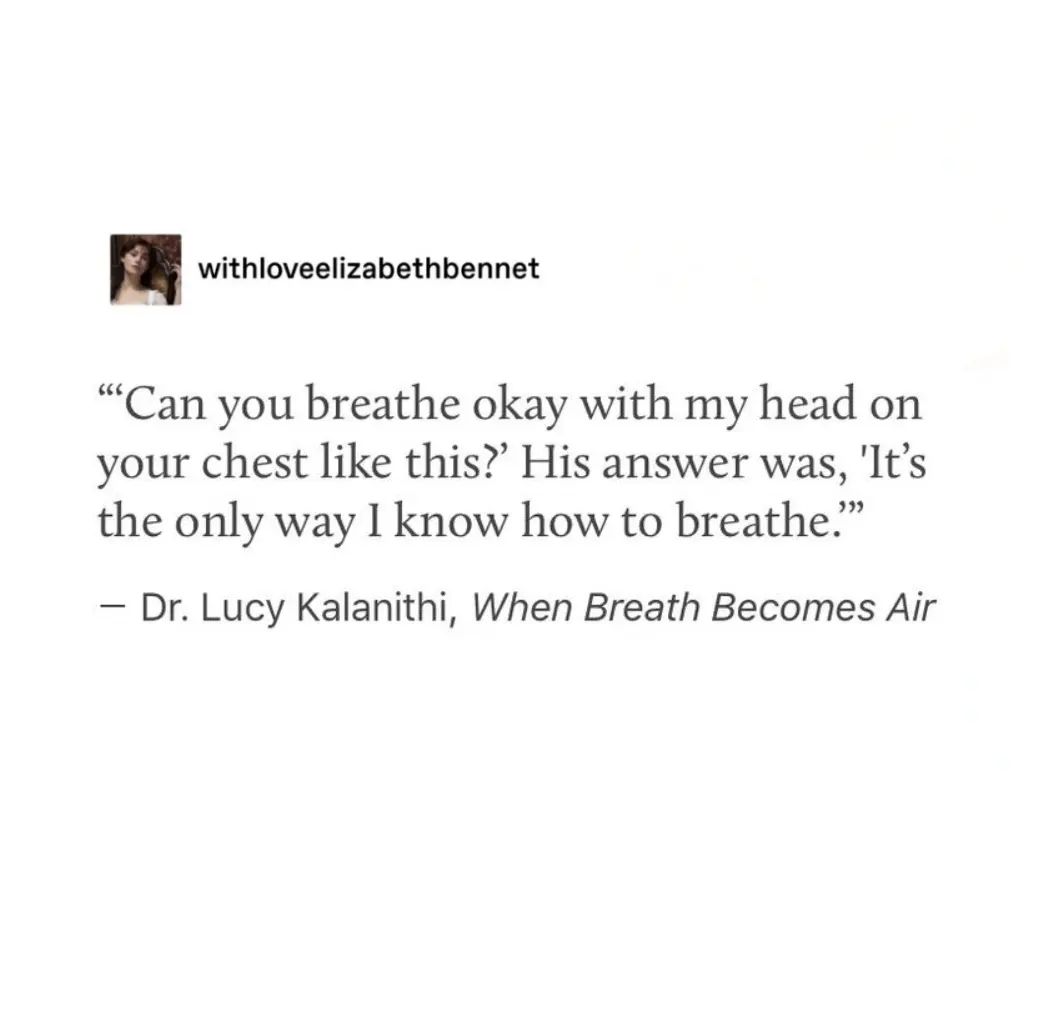 withloveelizabethbennet
“‘Can you breathe okay with my head on
your chest like this?’ His answer was, 'It’s
the only way I know how to breathe.’”
— Dr. Lucy Kalanithi, When Breath Becomes Air